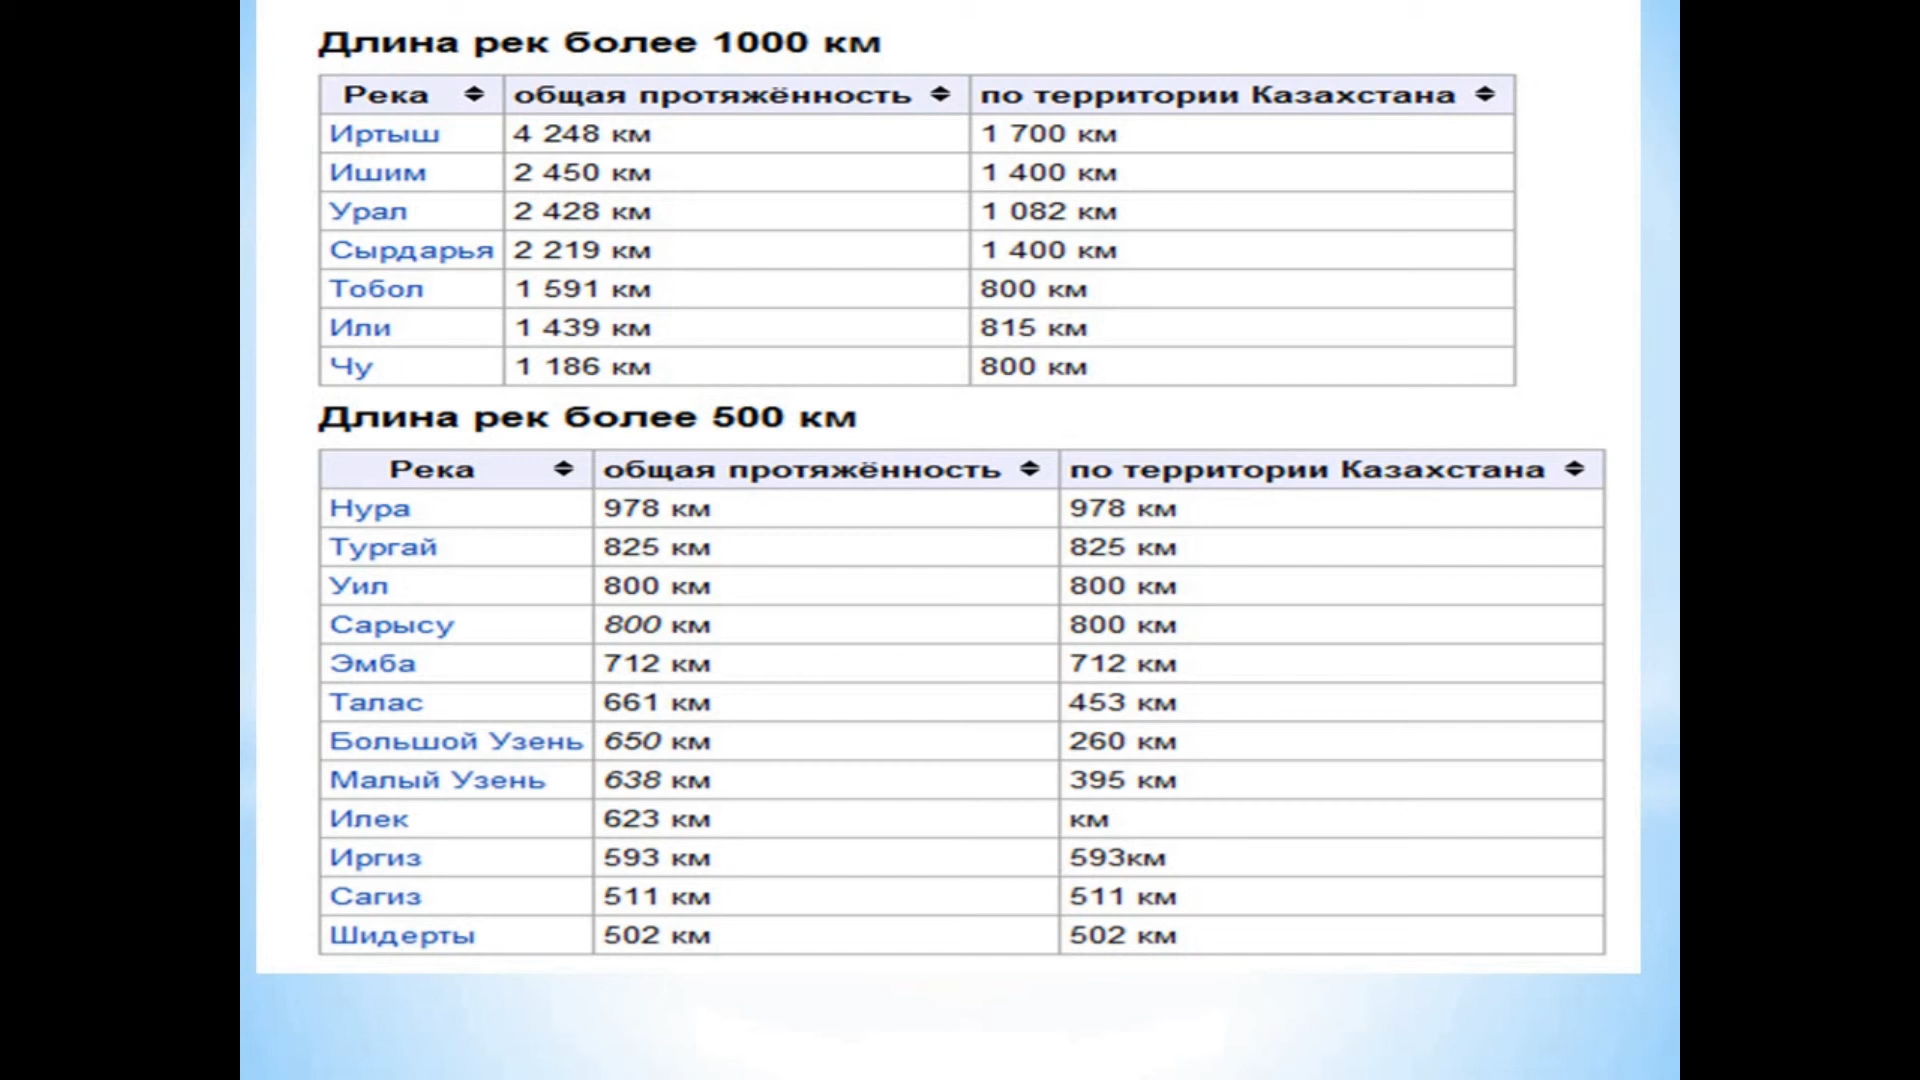 Длина рек более 1000 км
Река общая протяжённость по территории Казахстана
Иртыш 4 248 км 1 700 км
Ишим 2 450 км 1 400 км
Урал 2 428 км 1 082 км
Сырдарья 2 219 км 1 400 км
Тобол 1 591 км 800 км
Или 1 439 км 815 км
Чу 1 186 км 800 км
Длина рек более 500 км
Река общая протяжённость по территории Казахстана
Нура 978 км 978 км
Тургай 825 км 825 км
Уил 800 км 800 км
Сарысу 800 км 800 км
Эмба 712 км 712 км
Талас 661 км 453 км
Большой Узень 650 км 260 км
Малый Узень 638 км 395 км
Илек 623 км км
Иргиз 593 км 593км
Сагиз 511 км 511 км
Шидерты 502 км 502 км